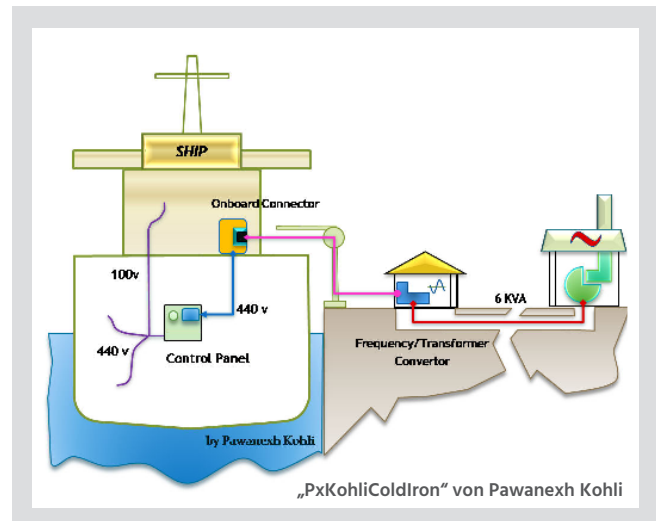 SHIP
Onboard Connector
100v
440 v
440 v
Control Panel
6 KVA
Frequency/Transformer
Convertor
by Pawanexh Kohli
„PxKohliColdIron“ von Pawanexh Kohli